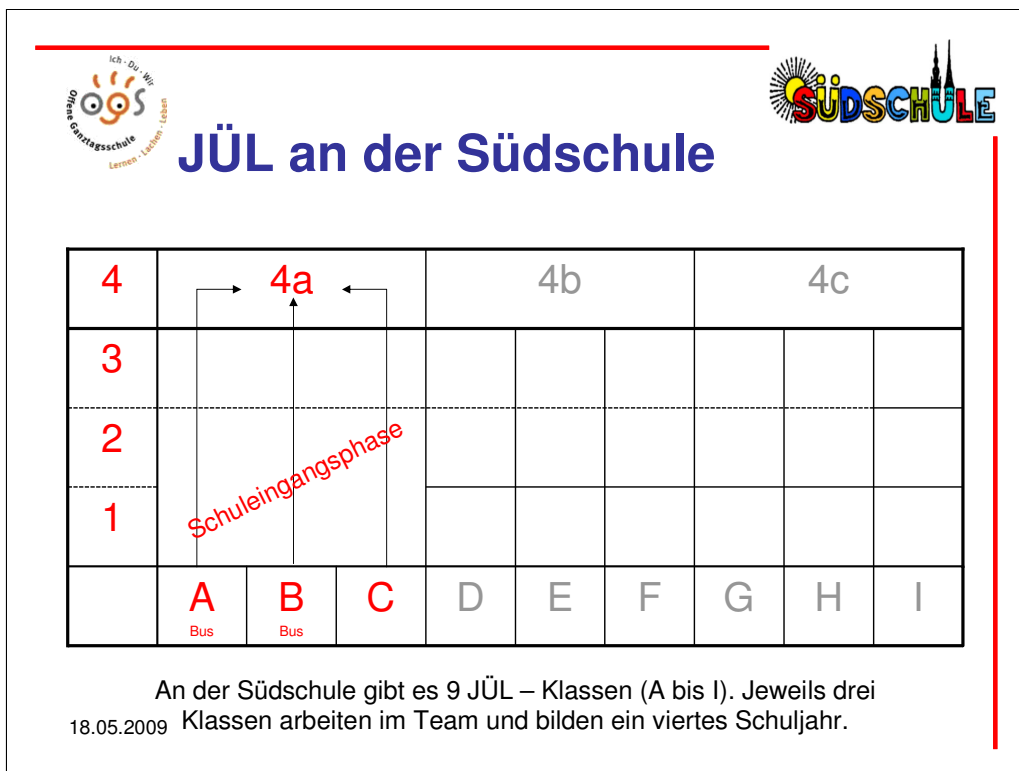 Ich - Du - Wir
Offene Ganztagsschule
OGS
Lernen - Lachen - Leben
SÜDSCHULE
JÜL an der Südschule
4 4a 4b 4c
3
2
1
Schuleingangsphase
A B C D E F G H I
Bus Bus
An der Südschule gibt es 9 JÜL – Klassen (A bis I). Jeweils drei
Klassen arbeiten im Team und bilden ein viertes Schuljahr.
18.05.2009